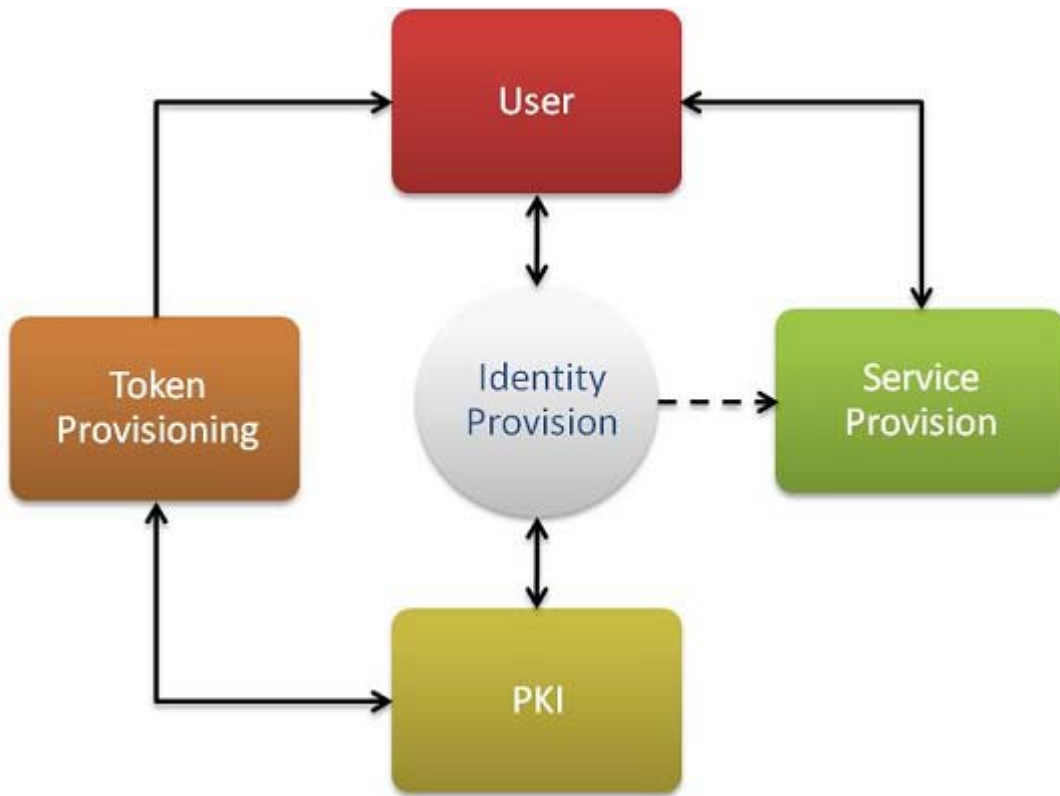 User
Token
Provisioning
Identity
Provision
Service
Provision
PKI